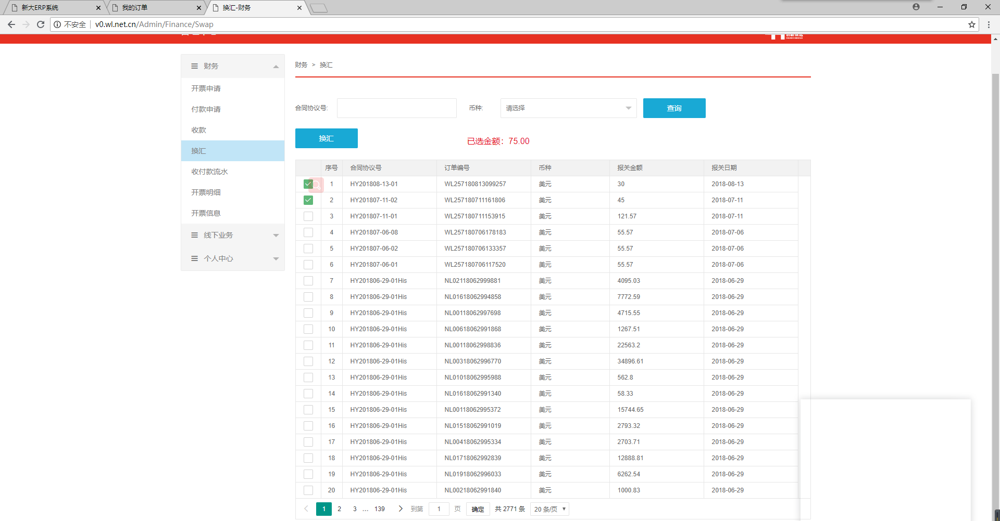 新大ERP系统
我的订单
换汇-财务
不安全 v0.wl.net.cn/Admin/Finance/Swap
财务
开票申请
付款申请
收款
换汇
收付款流水
开票明细
开票信息
线下业务
个人中心
财务 > 换汇
合同协议号: 币种: 请选择 查询
换汇 已选金额：75.00
序号 合同协议号 订单编号 币种 报关金额 报关日期
1 HY201808-13-01 WL257180813099257 美元 30 2018-08-13
2 HY201807-11-02 WL257180711161806 美元 45 2018-07-11
3 HY201807-11-01 WL257180711153915 美元 121.57 2018-07-11
4 HY201807-06-08 WL257180706178183 美元 55.57 2018-07-06
5 HY201807-06-02 WL257180706133357 美元 55.57 2018-07-06
6 HY201807-06-01 WL257180706117520 美元 55.57 2018-07-06
7 HY201806-29-01His NL02118062999881 美元 4095.03 2018-06-29
8 HY201806-29-01His NL01618062994858 美元 7772.59 2018-06-29
9 HY201806-29-01His NL00118062997698 美元 4715.55 2018-06-29
10 HY201806-29-01His NL00618062991868 美元 1267.51 2018-06-29
11 HY201806-29-01His NL00118062998836 美元 22563.2 2018-06-29
12 HY201806-29-01His NL00318062996770 美元 34896.61 2018-06-29
13 HY201806-29-01His NL01018062995988 美元 562.8 2018-06-29
14 HY201806-29-01His NL01618062991340 美元 58.33 2018-06-29
15 HY201806-29-01His NL00118062995372 美元 15744.65 2018-06-29
16 HY201806-29-01His NL01518062991019 美元 2793.32 2018-06-29
17 HY201806-29-01His NL00418062995334 美元 2703.71 2018-06-29
18 HY201806-29-01His NL01718062992839 美元 12888.81 2018-06-29
19 HY201806-29-01His NL01918062996033 美元 6262.54 2018-06-29
20 HY201806-29-01His NL00218062991840 美元 1000.83 2018-06-29
1 2 3 … 139 到第 1 页 确定 共 2771 条 20 条/页